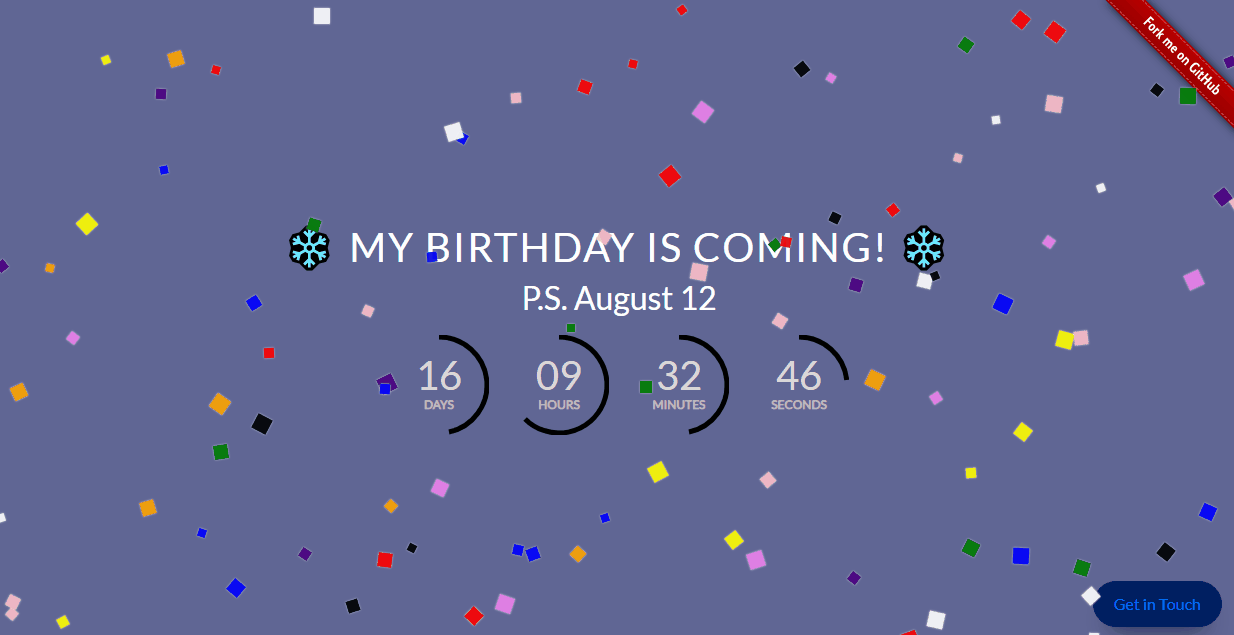 Fork me on GitHub
MY BIRTHDAY IS COMING!
P.S. August 12
16 09 32 46
DAYS HOURS MINUTES SECONDS
Get in Touch